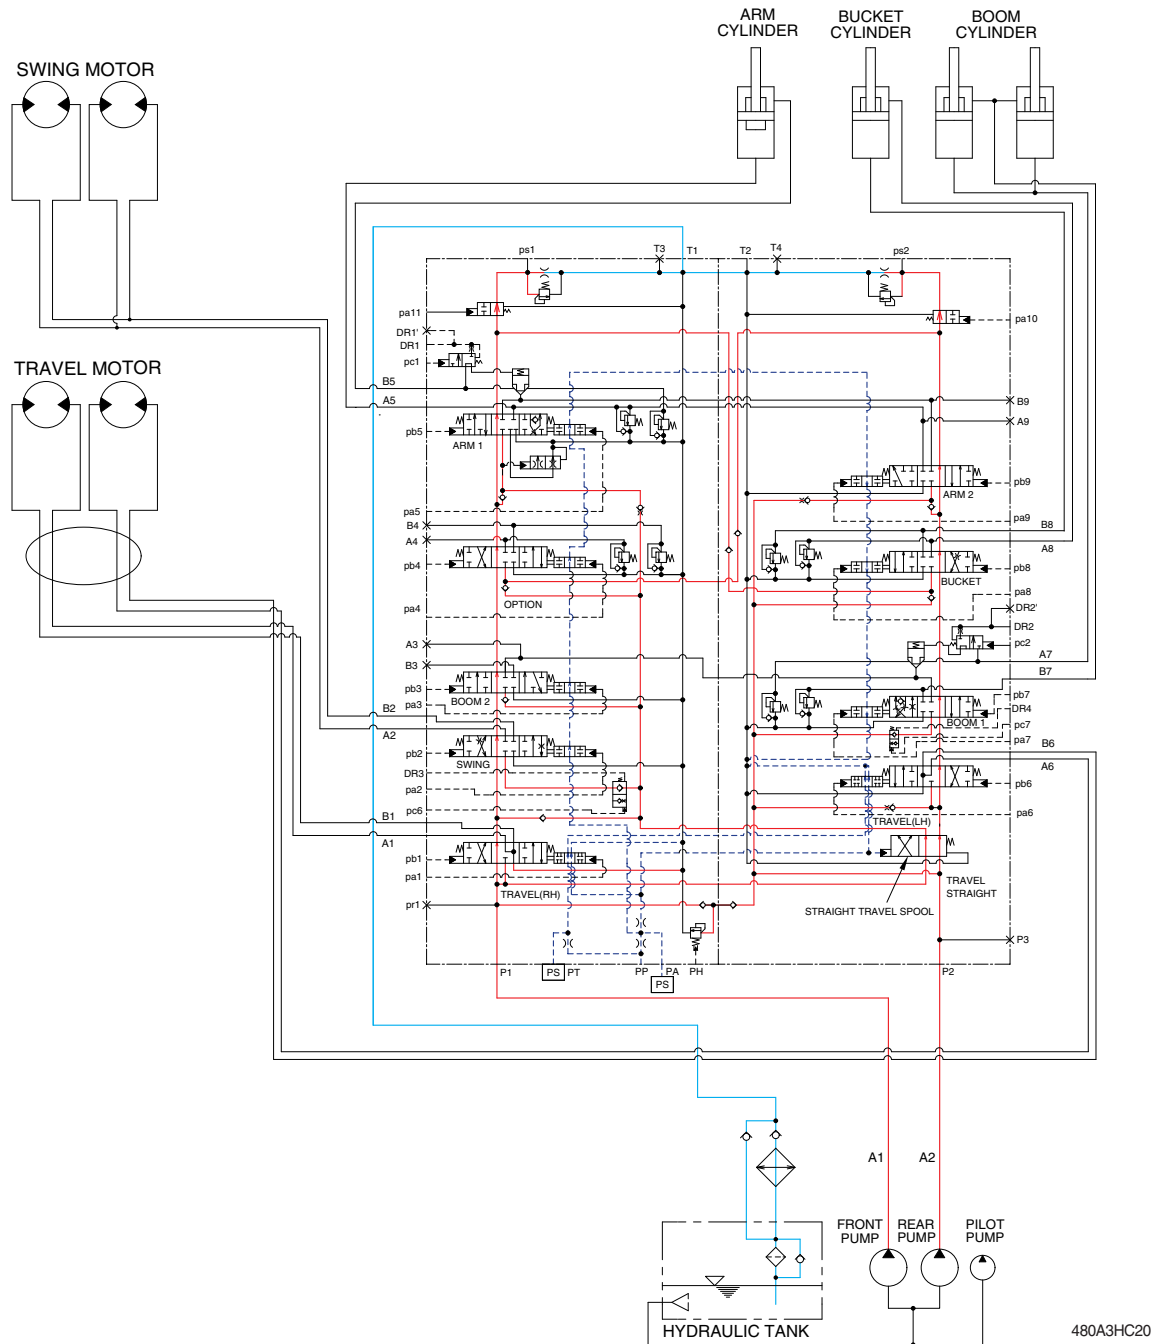 ARM
CYLINDER
BUCKET
CYLINDER
BOOM
CYLINDER
SWING MOTOR
TRAVEL MOTOR
ps1
T3
T1
T2
T4
ps2
pa11
pa10
DR1'
DR1
pc1
B5
A5
B9
A9
pb5
ARM 1
ARM 2
pb9
pa5
pa9
B4
B8
A4
A8
pb4
BUCKET
pb8
OPTION
pa8
pa4
DR2'
DR2
A3
pc2
A7
B3
B7
pb3
BOOM 2
pa3
pb7
BOOM 1
DR4
B2
pc7
A2
pa7
B6
pb2
SWING
A6
DR3
pb6
pa2
pc6
pa6
B1
TRAVEL(LH)
A1
pb1
pa1
TRAVEL(RH)
TRAVEL
STRAIGHT
pr1
STRAIGHT TRAVEL SPOOL
P3
P1
PS
PT
PP
PA
PH
P2
PS
A1
A2
FRONT
PUMP
REAR
PUMP
PILOT
PUMP
HYDRAULIC TANK
480A3HC20